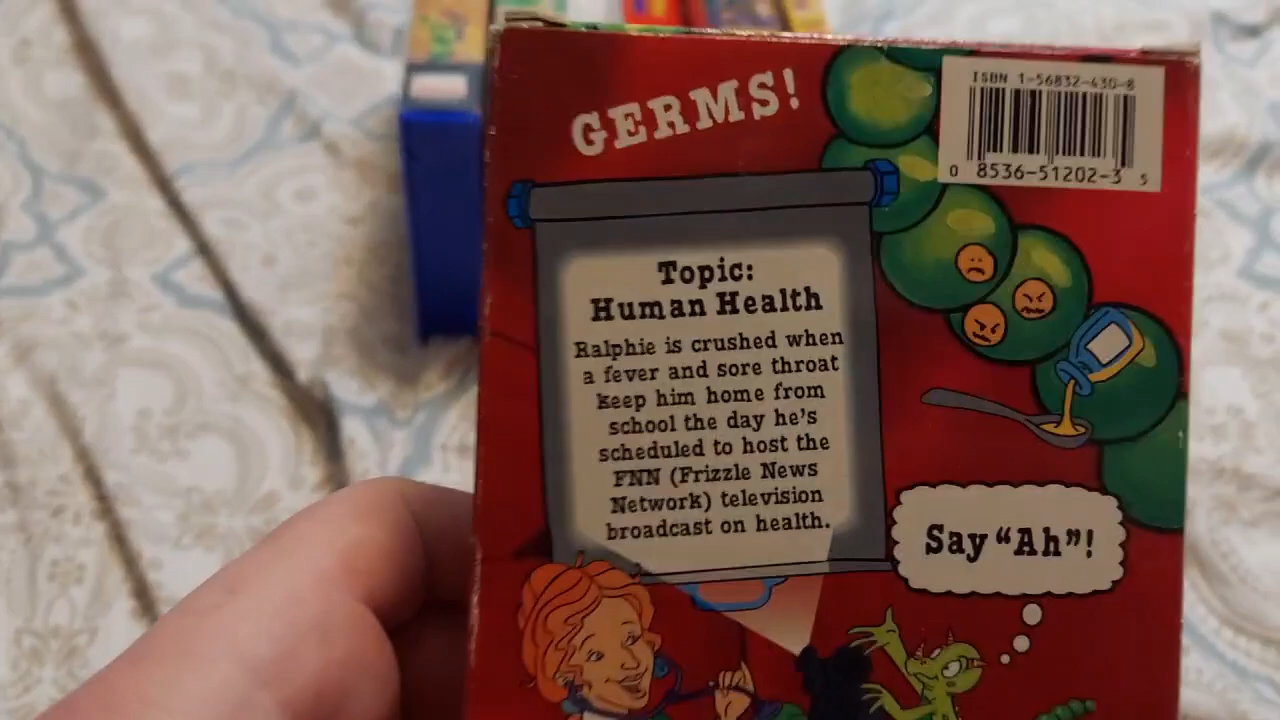 GERMS!
ISBN 1-56832-430-8
0 8536-51202-3 5
Topic:
Human Health
Ralphie is crushed when
a fever and sore throat
keep him home from
school the day he's
scheduled to host the
FNN (Frizzle News
Network) television
broadcast on health.
Say "Ah"!